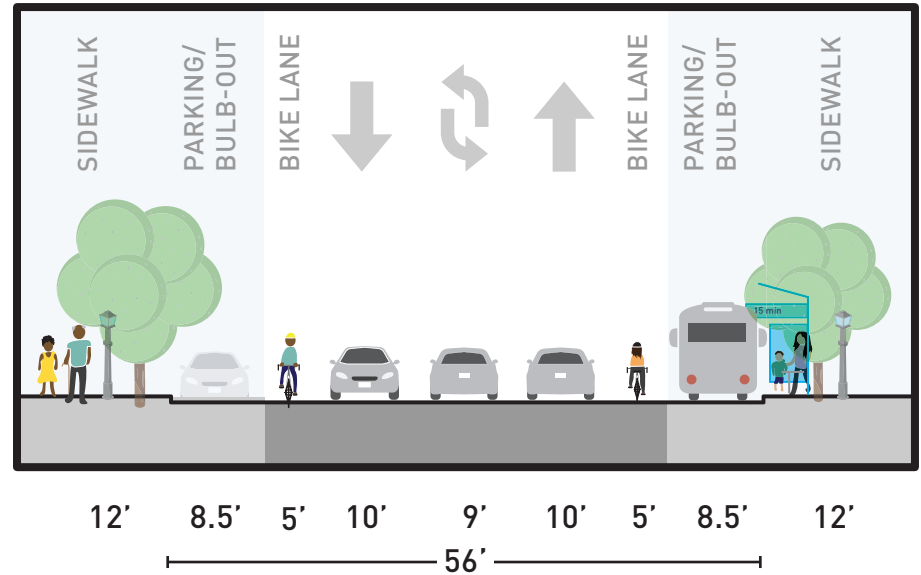 SIDEWALK
PARKING/
BULB-OUT
BIKE LANE
BIKE LANE
PARKING/
BULB-OUT
SIDEWALK
15 min
12’ 8.5’ 5’ 10’ 9’ 10’ 5’ 8.5’ 12’
56’